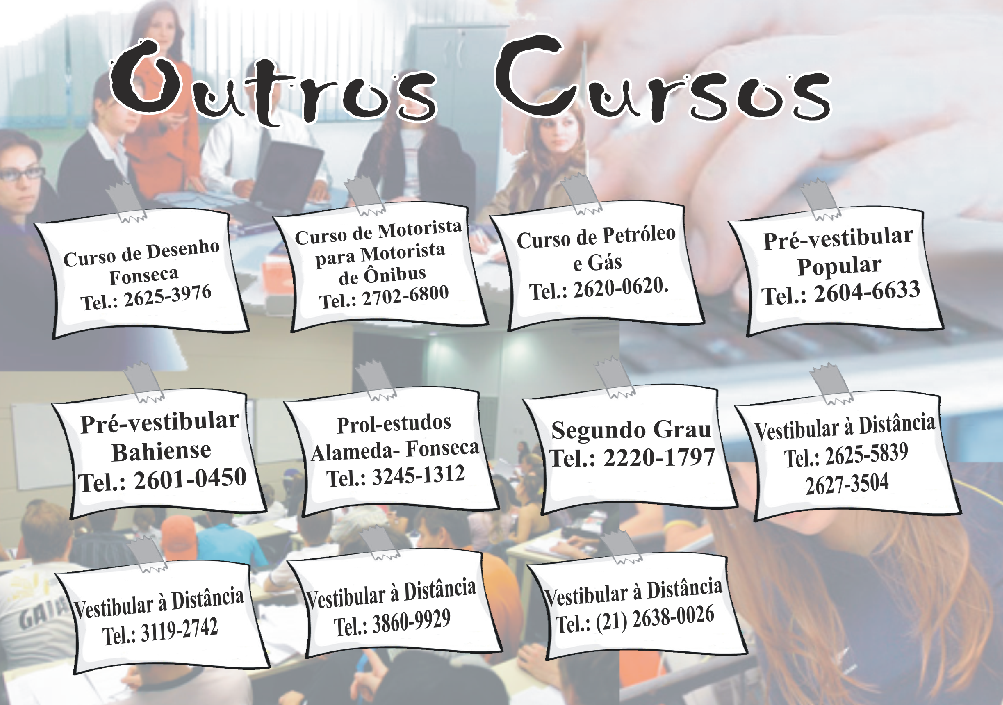 Outros Cursos
Curso de Desenho
Fonseca
Tel.: 2625-3976
Curso de Motorista
para Motorista
de Ônibus
Tel.: 2702-6800
Curso de Petróleo
e Gás
Tel.: 2620-0620.
Pré-vestibular
Popular
Tel.: 2604-6633
Pré-vestibular
Bahiense
Tel.: 2601-0450
Prol-estudos
Alameda- Fonseca
Tel.: 3245-1312
Segundo Grau
Tel.: 2220-1797
Vestibular à Distância
Tel.: 2625-5839
2627-3504
Vestibular à Distância
Tel.: 3119-2742
Vestibular à Distância
Tel.: 3860-9929
Vestibular à Distância
Tel.: (21) 2638-0026